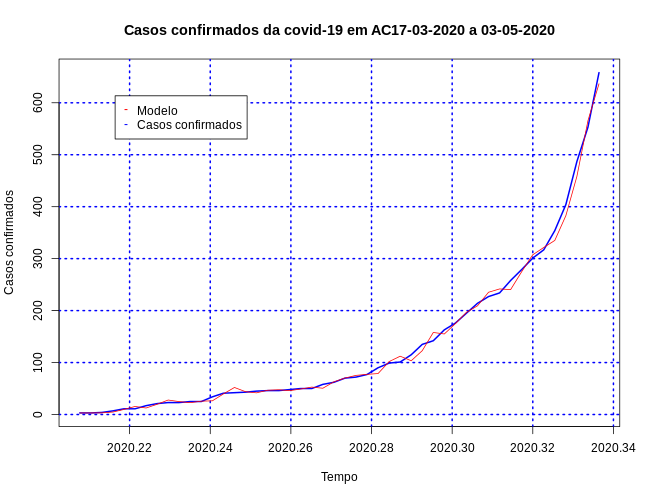 Casos confirmados da covid-19 em AC17-03-2020 a 03-05-2020
Casos confirmados
600
500
400
300
200
100
0
Modelo
Casos confirmados
2020.22 2020.24 2020.26 2020.28 2020.30 2020.32 2020.34
Tempo